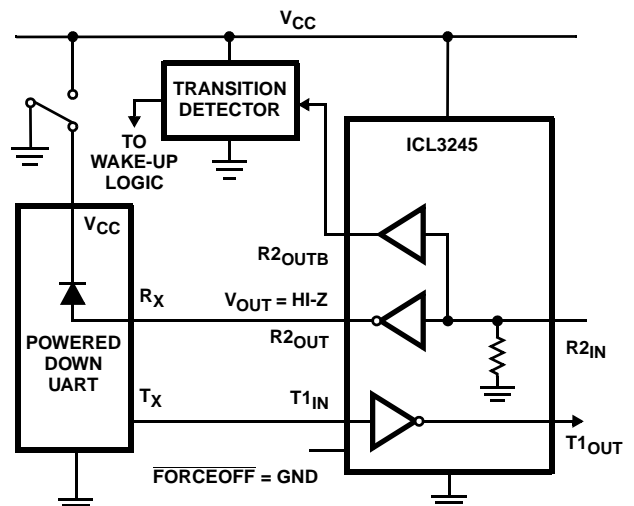 VCC
TRANSITION
DETECTOR
TO
WAKE-UP
LOGIC
ICL3245
VCC
R2OUTB
RX
VOUT = HI-Z
R2OUT
R2IN
POWERED
DOWN
UART
TX
T1IN
T1OUT
FORCEOFF = GND